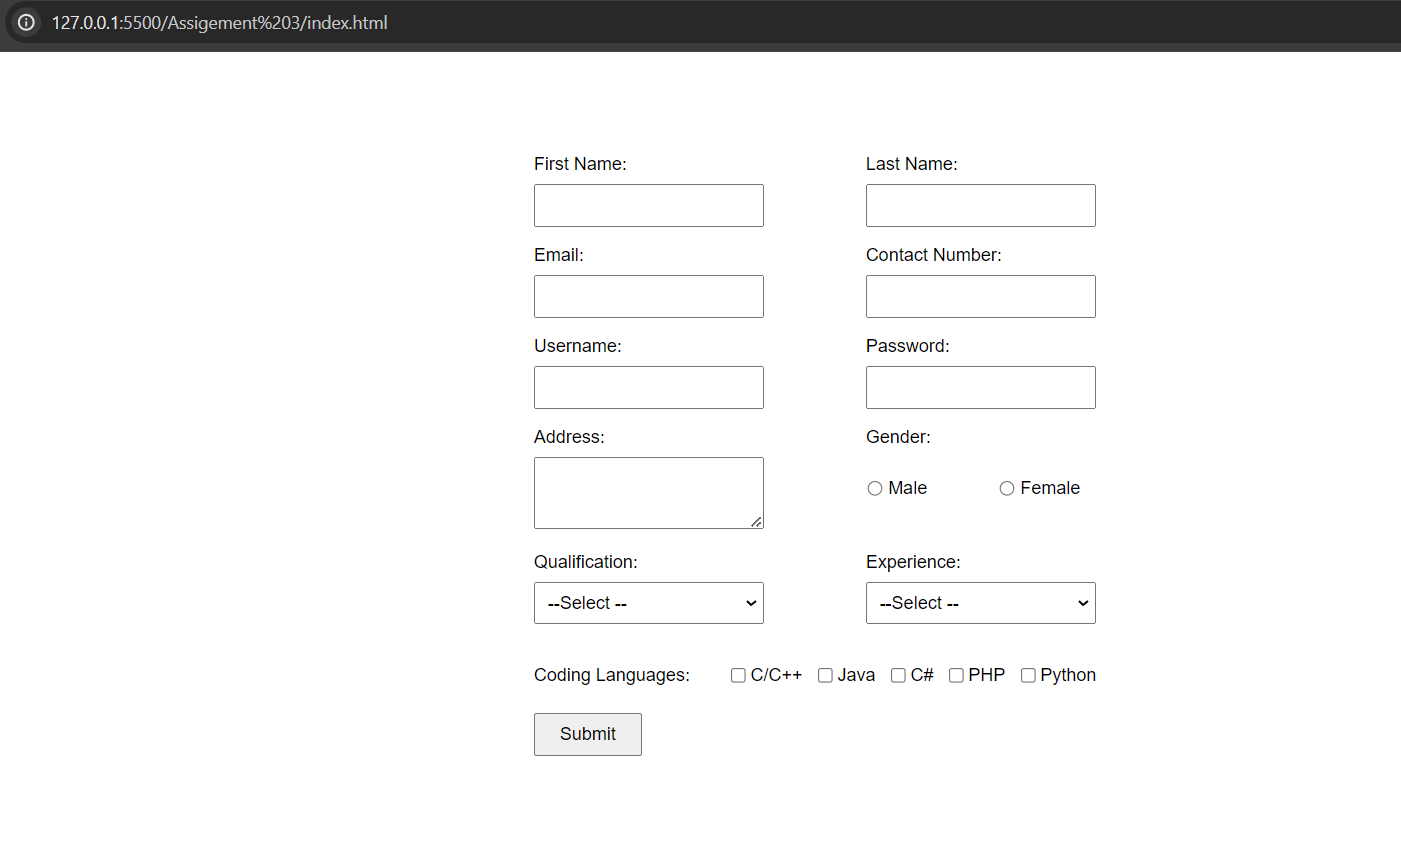 127.0.0.1:5500/Assigement%203/index.html
First Name: Last Name:
Email: Contact Number:
Username: Password:
Address: Gender:
Male Female
Qualification: Experience:
--Select -- --Select --
Coding Languages: C/C++ Java C# PHP Python
Submit